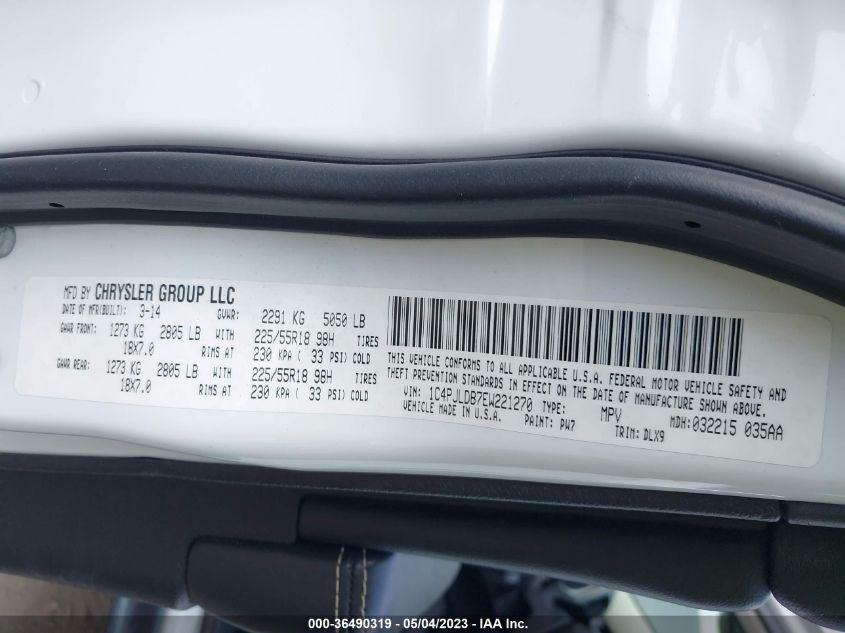 MFD BY CHRYSLER GROUP LLC
DATE OF MFR(BUILT): 3-14 GVWR: 2291 KG 5050 LB
GAWR FRONT: 1273 KG 2805 LB WITH 225/55R18 98H TIRES
18X7.0 RIMS AT 230 KPA ( 33 PSI) COLD
GAWR REAR: 1273 KG 2805 LB WITH 225/55R18 98H TIRES
18X7.0 RIMS AT 230 KPA ( 33 PSI) COLD
THIS VEHICLE CONFORMS TO ALL APPLICABLE U.S.A. FEDERAL MOTOR VEHICLE SAFETY AND
THEFT PREVENTION STANDARDS IN EFFECT ON THE DATE OF MANUFACTURE SHOWN ABOVE.
VIN: 1C4PJLDB7EW221270 TYPE: MPV MDH: 032215 035AA
VEHICLE MADE IN U.S.A. PAINT: PW7 TRIM: DLX9
000-36490319 - 05/04/2023 - IAA Inc.